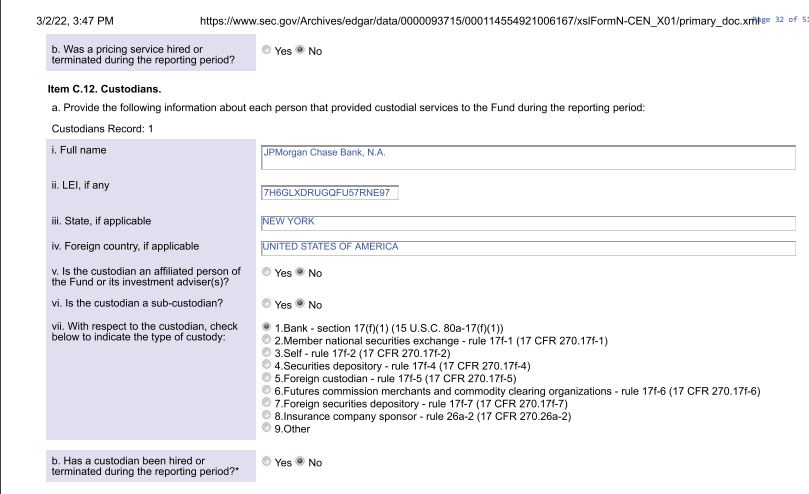 3/2/22, 3:47 PM https://www.sec.gov/Archives/edgar/data/0000093715/000114554921006167/xslFormN-CEN_X01/primary_doc.xml
b. Was a pricing service hired or terminated during the reporting period? Yes No
Item C.12. Custodians.
a. Provide the following information about each person that provided custodial services to the Fund during the reporting period:
Custodians Record: 1
i. Full name JPMorgan Chase Bank, N.A.
ii. LEI, if any 7H6GLXDRUGQFU57RNE97
iii. State, if applicable NEW YORK
iv. Foreign country, if applicable UNITED STATES OF AMERICA
v. Is the custodian an affiliated person of the Fund or its investment adviser(s)? Yes No
vi. Is the custodian a sub-custodian? Yes No
vii. With respect to the custodian, check below to indicate the type of custody:
1.Bank - section 17(f)(1) (15 U.S.C. 80a-17(f)(1))
2.Member national securities exchange - rule 17f-1 (17 CFR 270.17f-1)
3.Self - rule 17f-2 (17 CFR 270.17f-2)
4.Securities depository - rule 17f-4 (17 CFR 270.17f-4)
5.Foreign custodian - rule 17f-5 (17 CFR 270.17f-5)
6.Futures commission merchants and commodity clearing organizations - rule 17f-6 (17 CFR 270.17f-6)
7.Foreign securities depository - rule 17f-7 (17 CFR 270.17f-7)
8.Insurance company sponsor - rule 26a-2 (17 CFR 270.26a-2)
9.Other
b. Has a custodian been hired or terminated during the reporting period?* Yes No